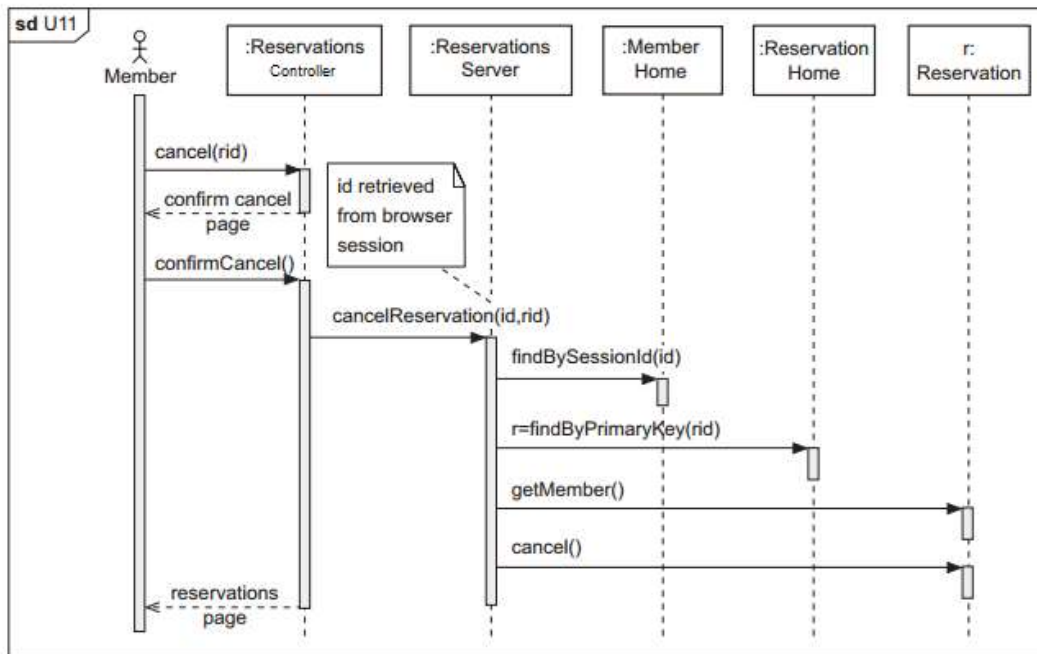 sd U11
Member
:Reservations
Controller
:Reservations
Server
:Member
Home
:Reservation
Home
r:
Reservation
cancel(rid)
confirm cancel
page
id retrieved
from browser
session
confirmCancel()
cancelReservation(id,rid)
findBySessionId(id)
r=findByPrimaryKey(rid)
getMember()
cancel()
reservations
page